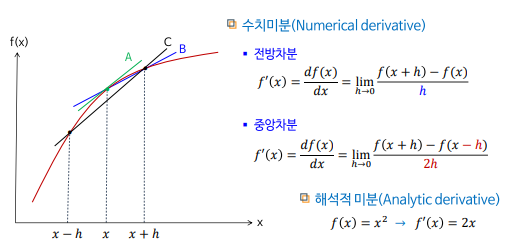 f(x)
A
C
B
x
x − h
x
x + h
수치미분(Numerical derivative)
▪ 전방차분
f′(x) = df(x)/dx = lim h→0 (f(x + h) − f(x))/h
▪ 중앙차분
f′(x) = df(x)/dx = lim h→0 (f(x + h) − f(x − h))/2h
해석적 미분(Analytic derivative)
f(x) = x² → f′(x) = 2x